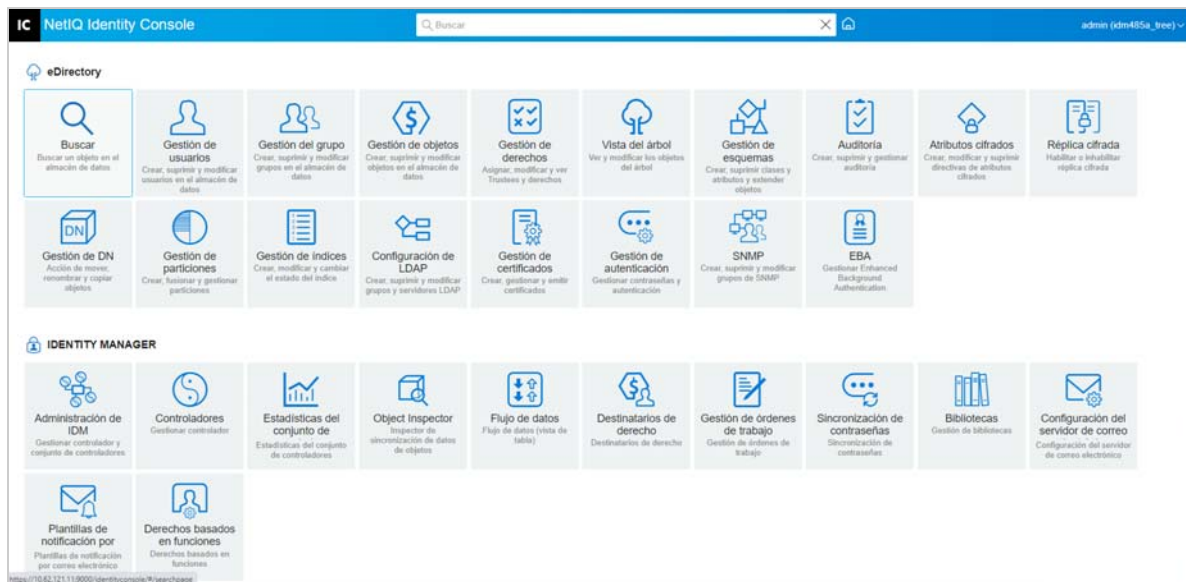 IC NetIQ Identity Console
Buscar
admin (idm485a_tree)
eDirectory
Buscar
Buscar un objeto en el
almacén de datos
Gestión de
usuarios
Crear, suprimir y modificar
usuarios en el almacén de
datos
Gestión del grupo
Crear, suprimir y modificar
grupos en el almacén de
datos
Gestión de objetos
Crear, suprimir y modificar
objetos en el almacén de
datos
Gestión de
derechos
Asignar, modificar y ver
Trustees y derechos
Vista del árbol
Ver y modificar los objetos
del árbol
Gestión de
esquemas
Crear, suprimir clases y
atributos y extender
objetos
Auditoría
Crear, suprimir y gestionar
auditoría
Atributos cifrados
Crear, modificar y suprimir
directivas de atributos
cifrados
Réplica cifrada
Habilitar o inhabilitar
réplica cifrada
DN
Gestión de DN
Acción de mover,
renombrar y copiar
objetos
Gestión de
particiones
Crear, fusionar y gestionar
particiones
Gestión de índices
Crear, modificar y cambiar
el estado del índice
Configuración de
LDAP
Crear, suprimir y modificar
grupos y servidores LDAP
Gestión de
certificados
Crear, gestionar y emitir
certificados
Gestión de
autenticación
Gestionar contraseñas y
autenticación
SNMP
Crear, suprimir y modificar
grupos de SNMP
EBA
Gestionar Enhanced
Background
Authentication
IDENTITY MANAGER
Administración de
IDM
Gestionar controlador y
conjunto de controladores
Controladores
Gestionar controlador
Estadísticas del
conjunto de
Estadísticas del conjunto
de controladores
Object Inspector
Inspector de
sincronización de datos
de objetos
Flujo de datos
Flujo de datos (vista de
tabla)
Destinatarios de
derecho
Destinatarios de derecho
Gestión de órdenes
de trabajo
Gestión de órdenes de
trabajo
Sincronización de
contraseñas
Sincronización de
contraseñas
Bibliotecas
Gestión de bibliotecas
Configuración del
servidor de correo
Configuración del servidor
de correo electrónico
Plantillas de
notificación por
Plantillas de notificación
por correo electrónico
Derechos basados
en funciones
Derechos basados en
funciones
https://10.62.121.11:9000/identityconsole/#/searchpage